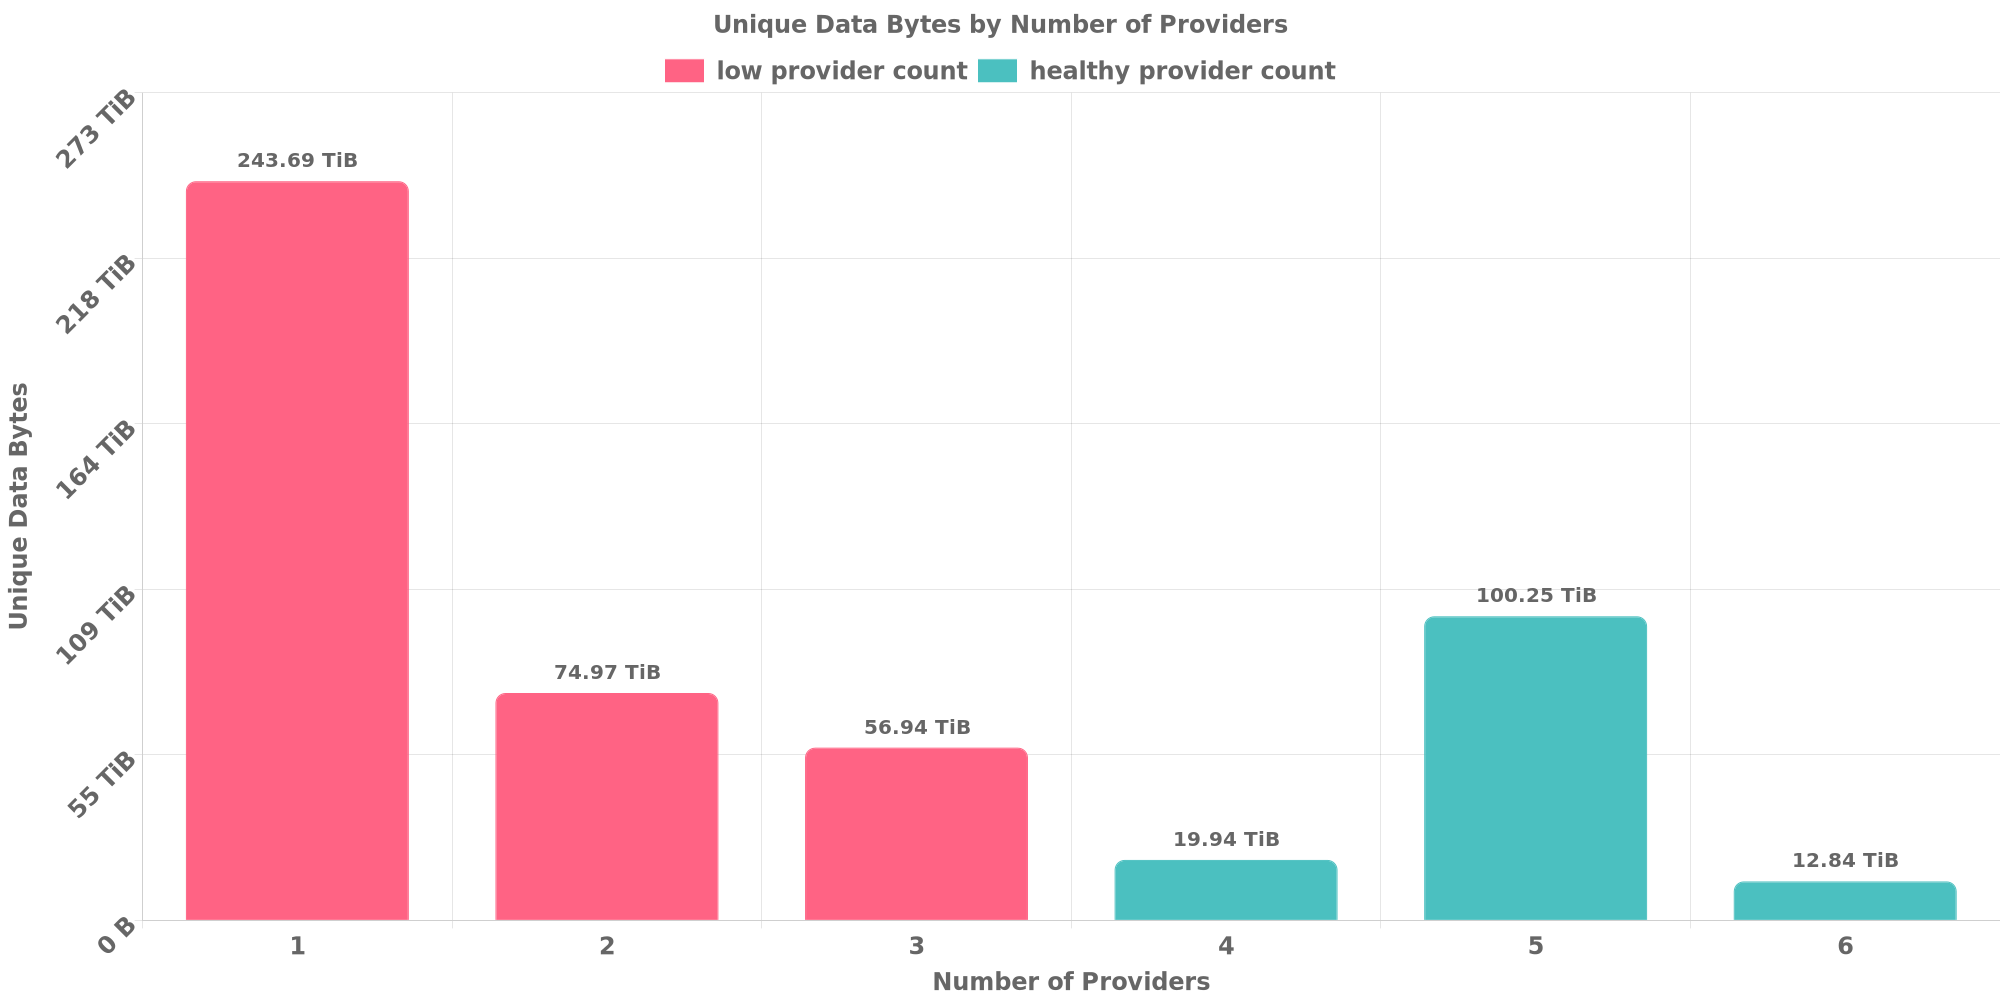 Unique Data Bytes by Number of Providers
low provider count healthy provider count
273 TiB
218 TiB
164 TiB
109 TiB
55 TiB
0 B
Unique Data Bytes
243.69 TiB
74.97 TiB
56.94 TiB
19.94 TiB
100.25 TiB
12.84 TiB
1 2 3 4 5 6
Number of Providers